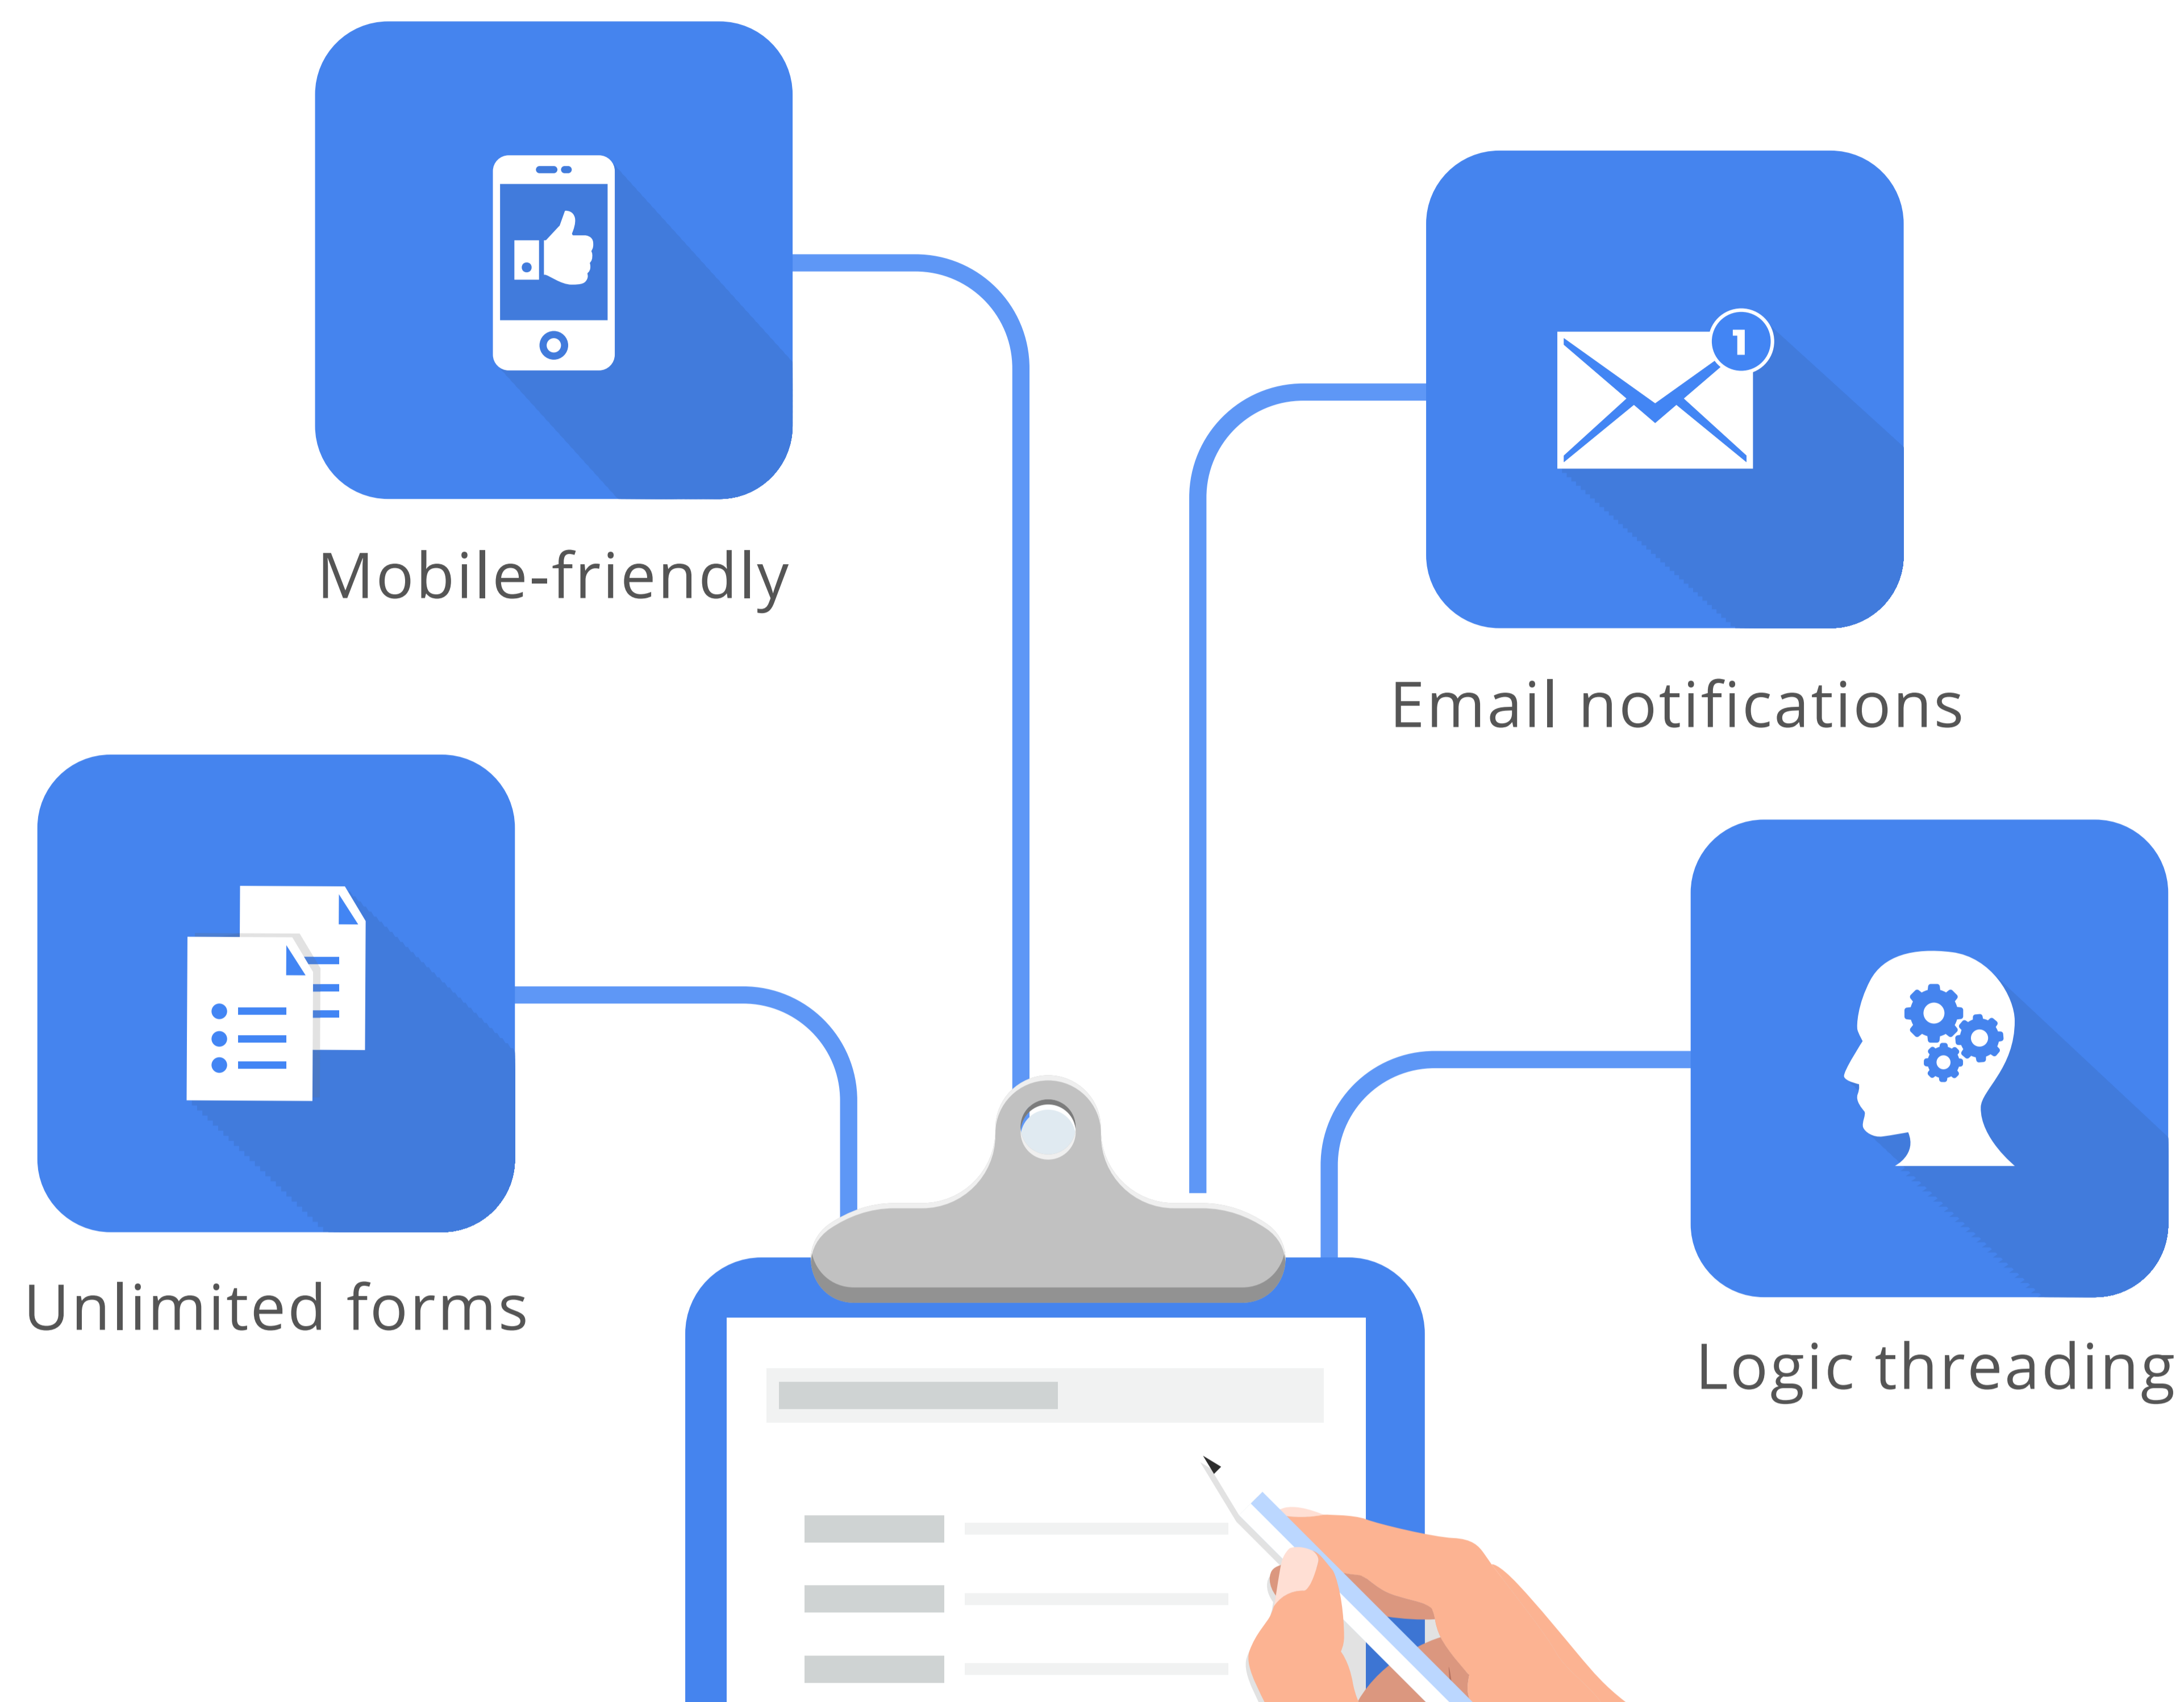 Mobile-friendly
1
Email notifications
Unlimited forms
Logic threading